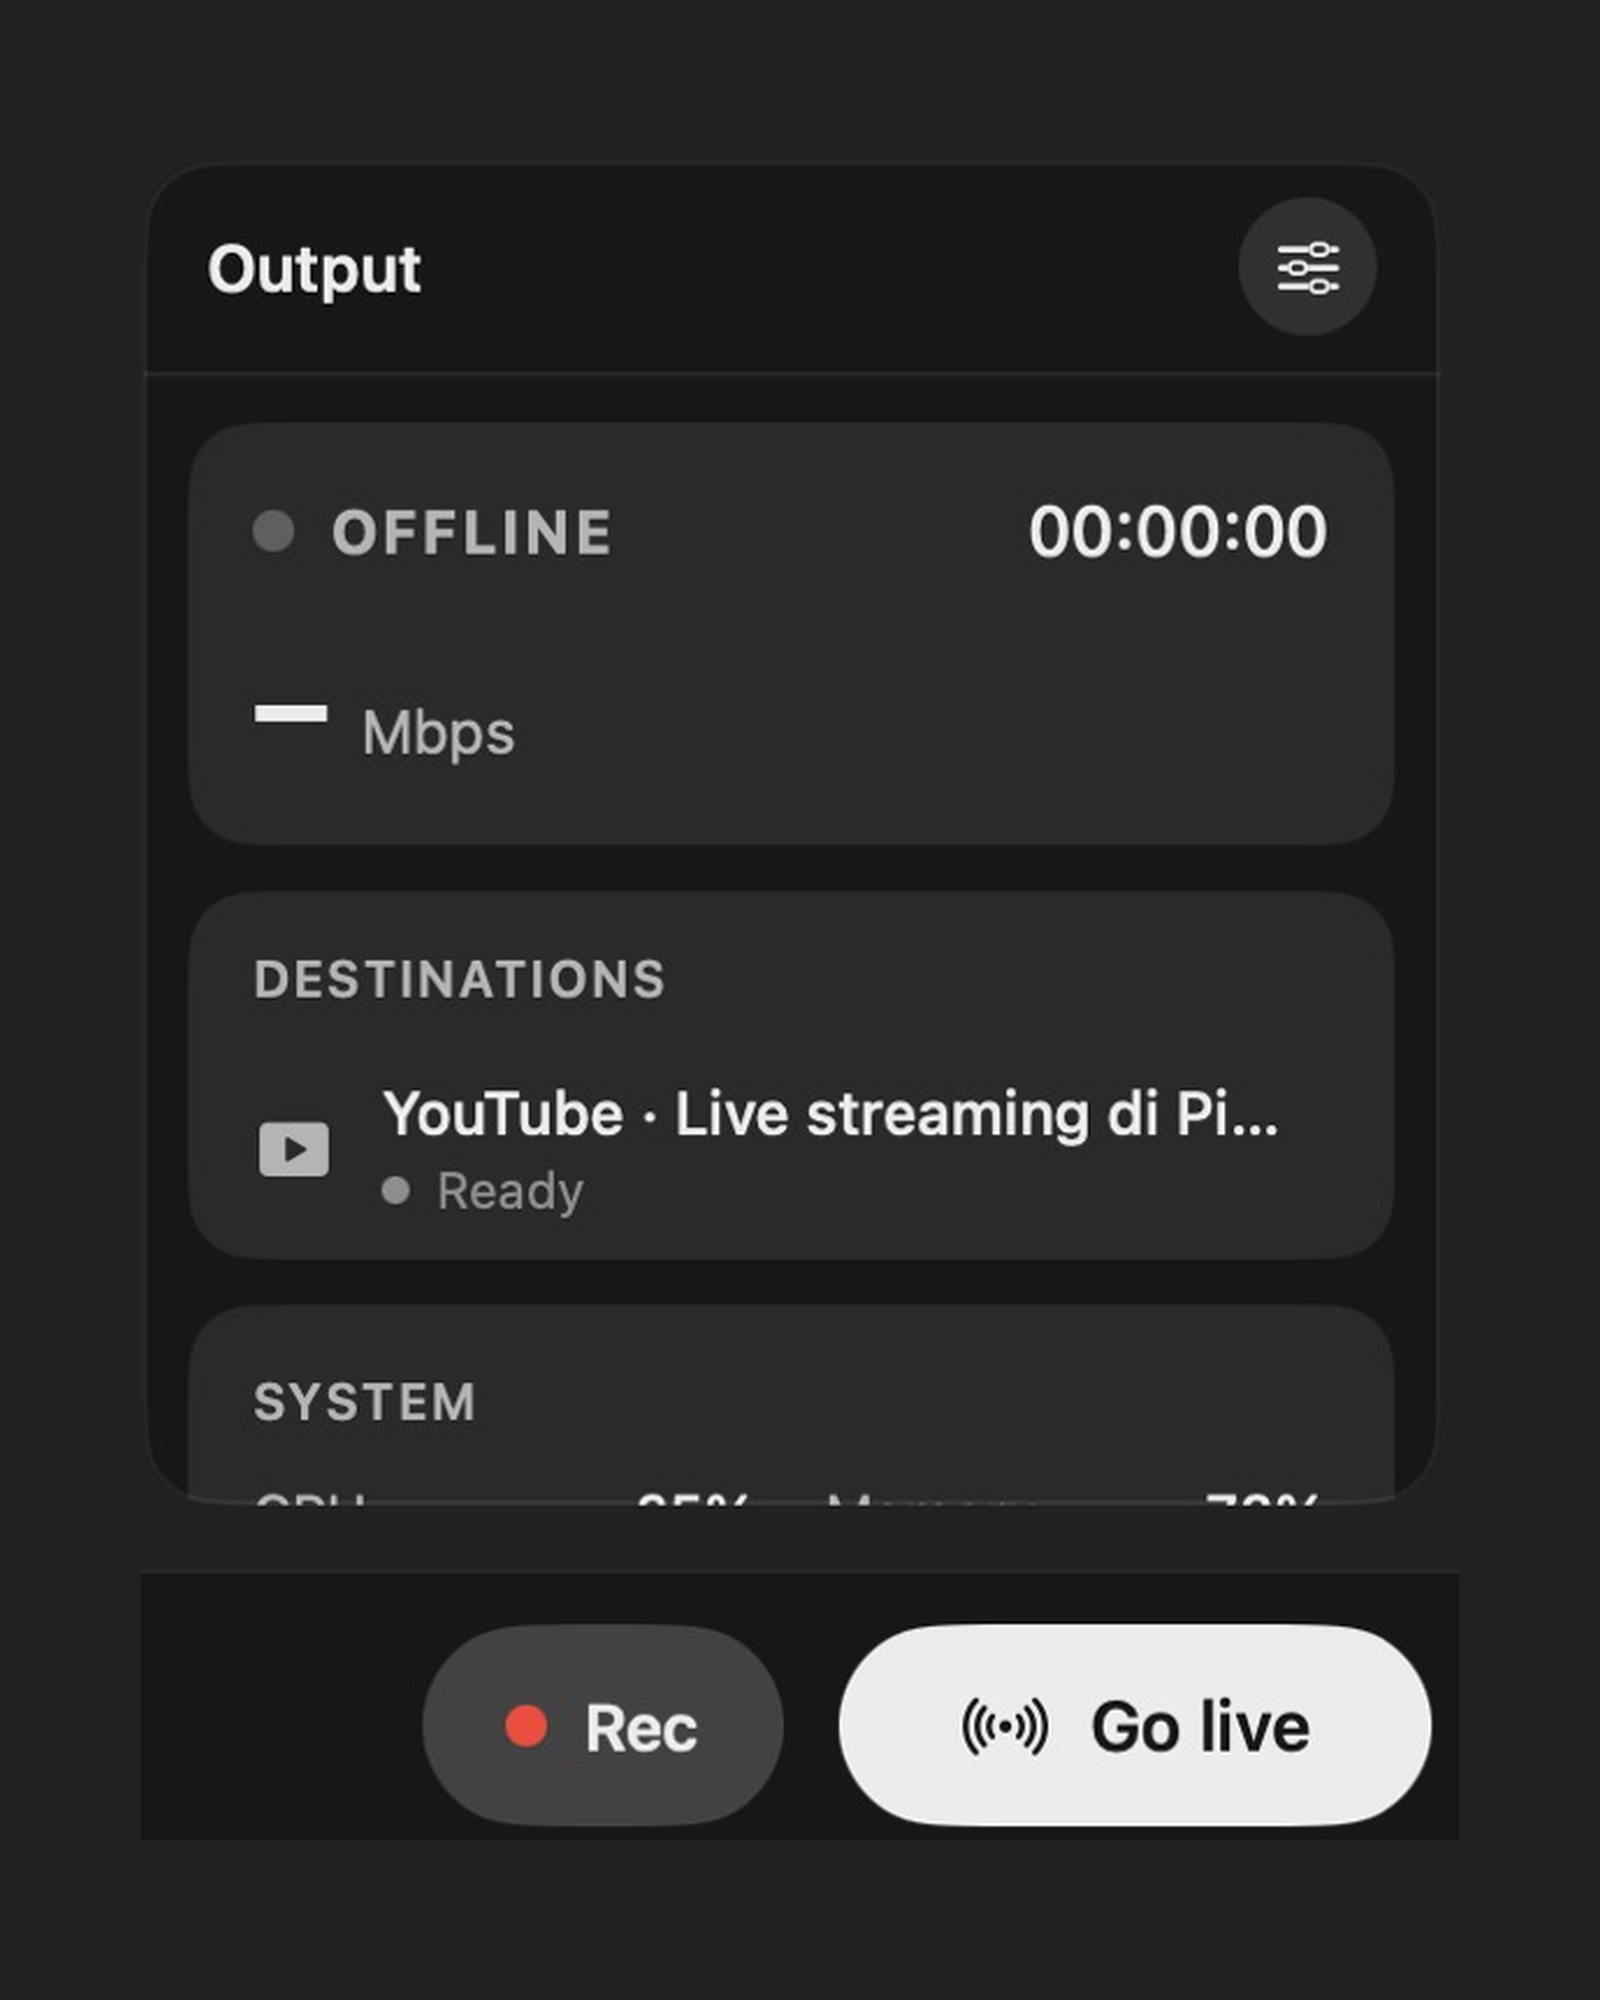 Output
OFFLINE 00:00:00
— Mbps
DESTINATIONS
YouTube · Live streaming di Pi...
Ready
SYSTEM
Rec Go live